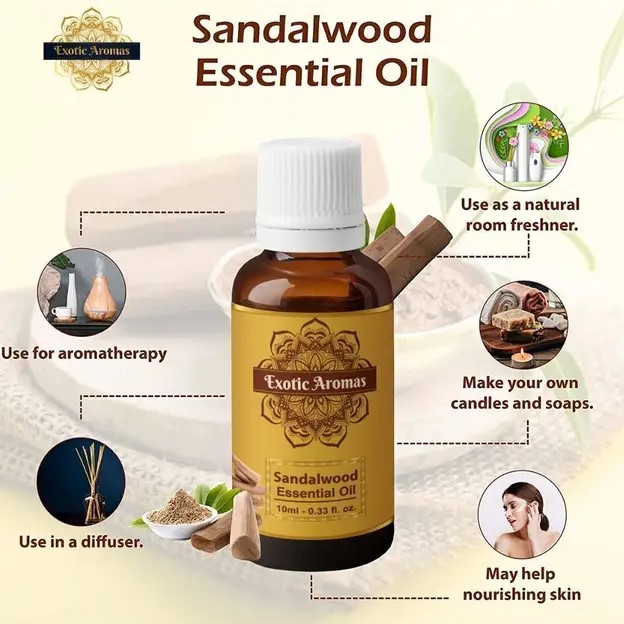 Exotic Aromas
Sandalwood
Essential Oil
Use as a natural
room freshner.
Use for aromatherapy
Make your own
candles and soaps.
Exotic Aromas
Sandalwood
Essential Oil
10ml - 0.33 fl. oz.
Use in a diffuser.
May help
nourishing skin